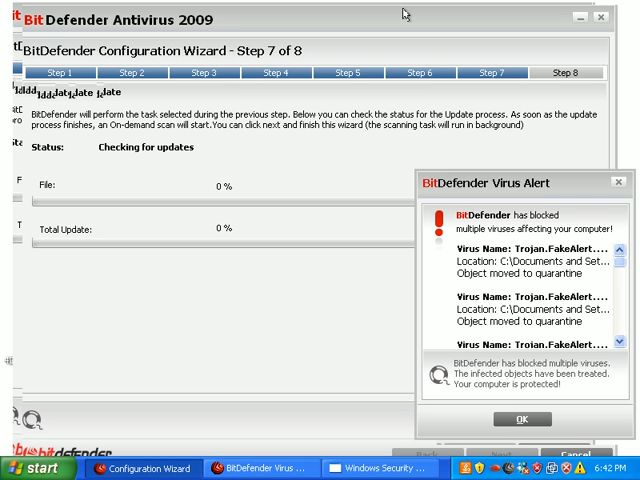 BitDefender Antivirus 2009
BitDefender Configuration Wizard - Step 7 of 8
Step 1 Step 2 Step 3 Step 4 Step 5 Step 6 Step 7 Step 8
BitDefender will perform the task selected during the previous step. Below you can check the status for the Update process. As soon as the update
process finishes, an On-demand scan will start.You can click next and finish this wizard (the scanning task will run in background)
Status: Checking for updates
File: 0 %
Total Update: 0 %
BitDefender Virus Alert
BitDefender has blocked
multiple viruses affecting your computer!
Virus Name: Trojan.FakeAlert....
Location: C:\Documents and Set...
Object moved to quarantine
Virus Name: Trojan.FakeAlert....
Location: C:\Documents and Set...
Object moved to quarantine
Virus Name: Trojan.FakeAlert....
BitDefender has blocked multiple viruses.
The infected objects have been treated.
Your computer is protected!
OK
bitdefender
Back Next Cancel
start Configuration Wizard BitDefender Virus ... Windows Security ... 6:42 PM